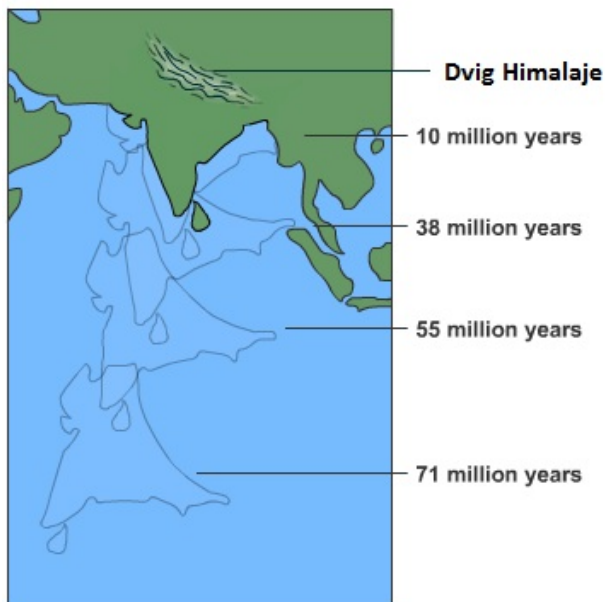 Dvig Himalaje
10 million years
38 million years
55 million years
71 million years